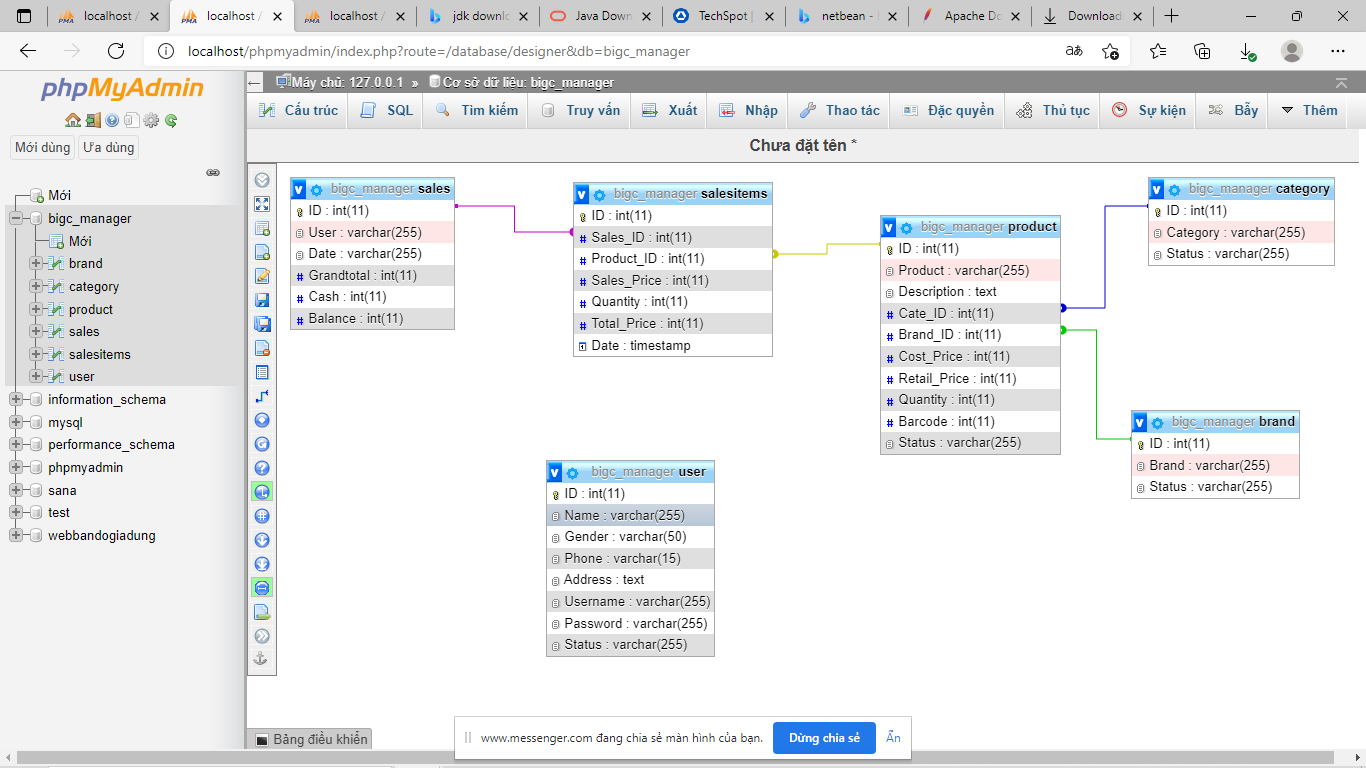 localhost /
localhost /
localhost /
jdk downlo
Java Down
TechSpot |
netbean -
Apache Do
Download
localhost/phpmyadmin/index.php?route=/database/designer&db=bigc_manager
phpMyAdmin
Mới dùng
Ưa dùng
Mới
bigc_manager
Mới
brand
category
product
sales
salesitems
user
information_schema
mysql
performance_schema
phpmyadmin
sana
test
webbandogiadung
Máy chủ: 127.0.0.1 » Cơ sở dữ liệu: bigc_manager
Cấu trúc
SQL
Tìm kiếm
Truy vấn
Xuất
Nhập
Thao tác
Đặc quyền
Thủ tục
Sự kiện
Bẫy
Thêm
Chưa đặt tên *
bigc_manager sales
ID : int(11)
User : varchar(255)
Date : varchar(255)
Grandtotal : int(11)
Cash : int(11)
Balance : int(11)
bigc_manager salesitems
ID : int(11)
Sales_ID : int(11)
Product_ID : int(11)
Sales_Price : int(11)
Quantity : int(11)
Total_Price : int(11)
Date : timestamp
bigc_manager product
ID : int(11)
Product : varchar(255)
Description : text
Cate_ID : int(11)
Brand_ID : int(11)
Cost_Price : int(11)
Retail_Price : int(11)
Quantity : int(11)
Barcode : int(11)
Status : varchar(255)
bigc_manager category
ID : int(11)
Category : varchar(255)
Status : varchar(255)
bigc_manager brand
ID : int(11)
Brand : varchar(255)
Status : varchar(255)
bigc_manager user
ID : int(11)
Name : varchar(255)
Gender : varchar(50)
Phone : varchar(15)
Address : text
Username : varchar(255)
Password : varchar(255)
Status : varchar(255)
Bảng điều khiển
www.messenger.com đang chia sẻ màn hình của bạn.
Dừng chia sẻ
Ẩn